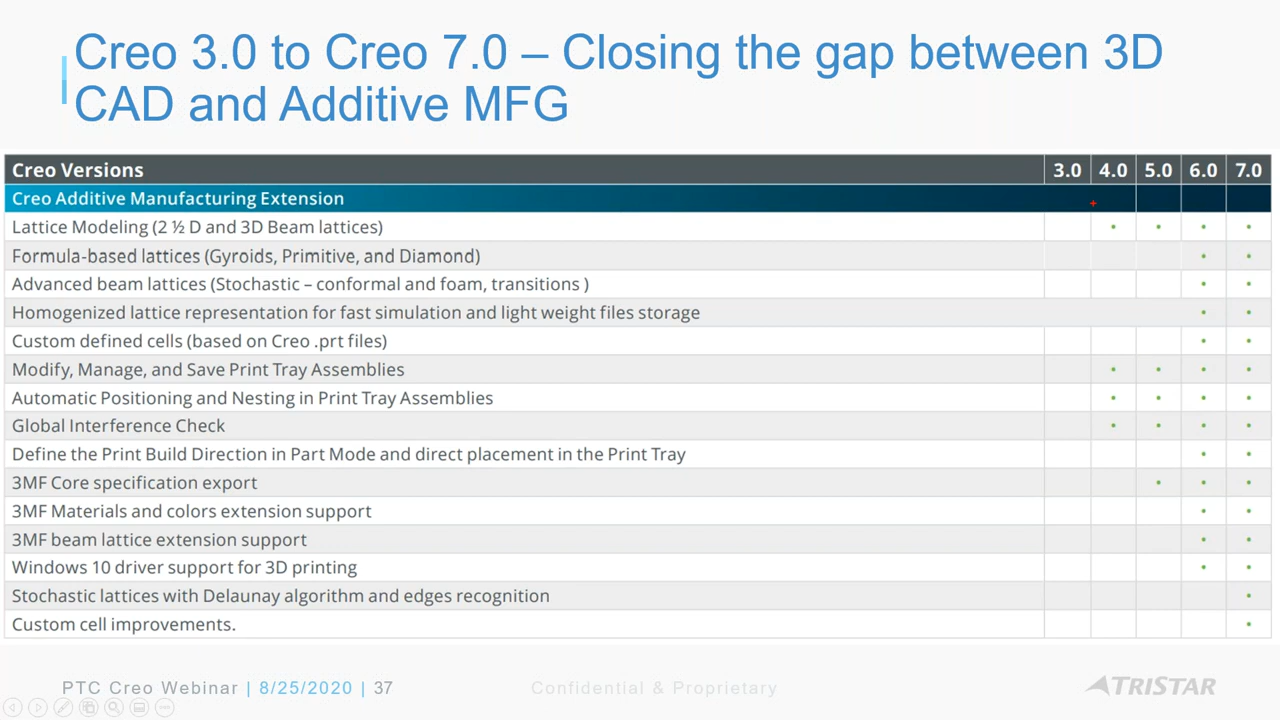 Creo 3.0 to Creo 7.0 – Closing the gap between 3D
CAD and Additive MFG
Creo Versions 3.0 4.0 5.0 6.0 7.0
Creo Additive Manufacturing Extension
Lattice Modeling (2 ½ D and 3D Beam lattices) • • • •
Formula-based lattices (Gyroids, Primitive, and Diamond) • •
Advanced beam lattices (Stochastic – conformal and foam, transitions ) • •
Homogenized lattice representation for fast simulation and light weight files storage • •
Custom defined cells (based on Creo .prt files) • •
Modify, Manage, and Save Print Tray Assemblies • • • •
Automatic Positioning and Nesting in Print Tray Assemblies • • • •
Global Interference Check • • • •
Define the Print Build Direction in Part Mode and direct placement in the Print Tray • •
3MF Core specification export • • •
3MF Materials and colors extension support • •
3MF beam lattice extension support • •
Windows 10 driver support for 3D printing • •
Stochastic lattices with Delaunay algorithm and edges recognition •
Custom cell improvements. •
PTC Creo Webinar | 8/25/2020 | 37
Confidential & Proprietary
TRISTAR